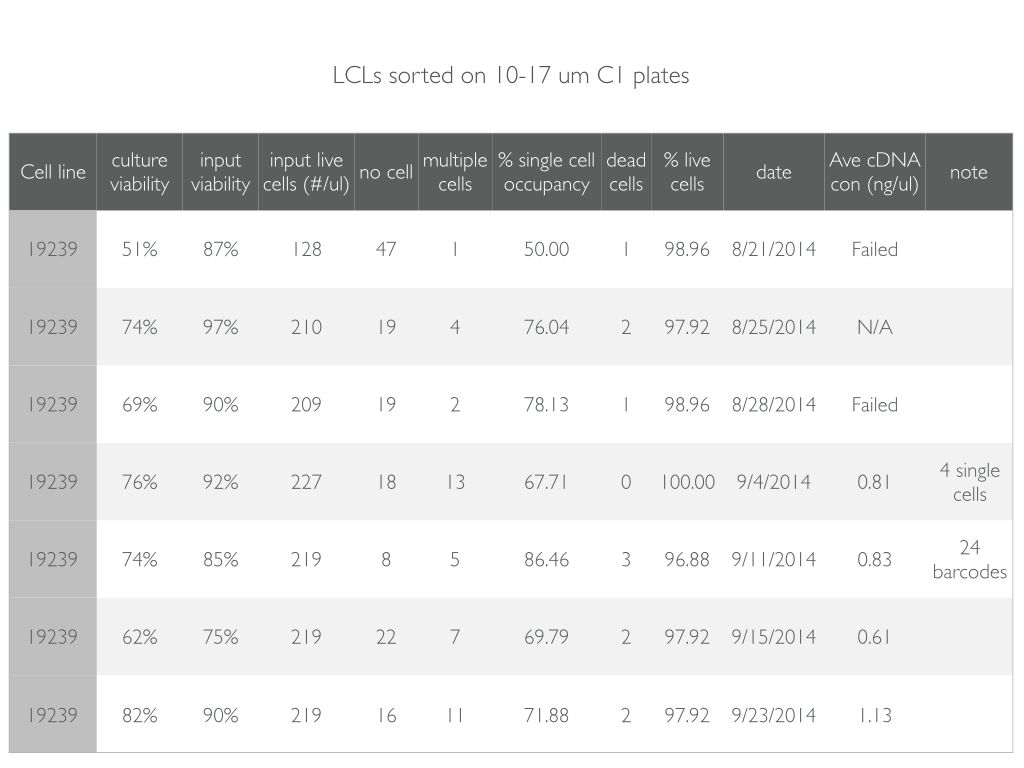 LCLs sorted on 10-17 um C1 plates
Cell line culture viability input viability input live cells (#/ul) no cell multiple cells % single cell occupancy dead cells % live cells date Ave cDNA con (ng/ul) note
19239 51% 87% 128 47 1 50.00 1 98.96 8/21/2014 Failed
19239 74% 97% 210 19 4 76.04 2 97.92 8/25/2014 N/A
19239 69% 90% 209 19 2 78.13 1 98.96 8/28/2014 Failed
19239 76% 92% 227 18 13 67.71 0 100.00 9/4/2014 0.81 4 single cells
19239 74% 85% 219 8 5 86.46 3 96.88 9/11/2014 0.83 24 barcodes
19239 62% 75% 219 22 7 69.79 2 97.92 9/15/2014 0.61
19239 82% 90% 219 16 11 71.88 2 97.92 9/23/2014 1.13